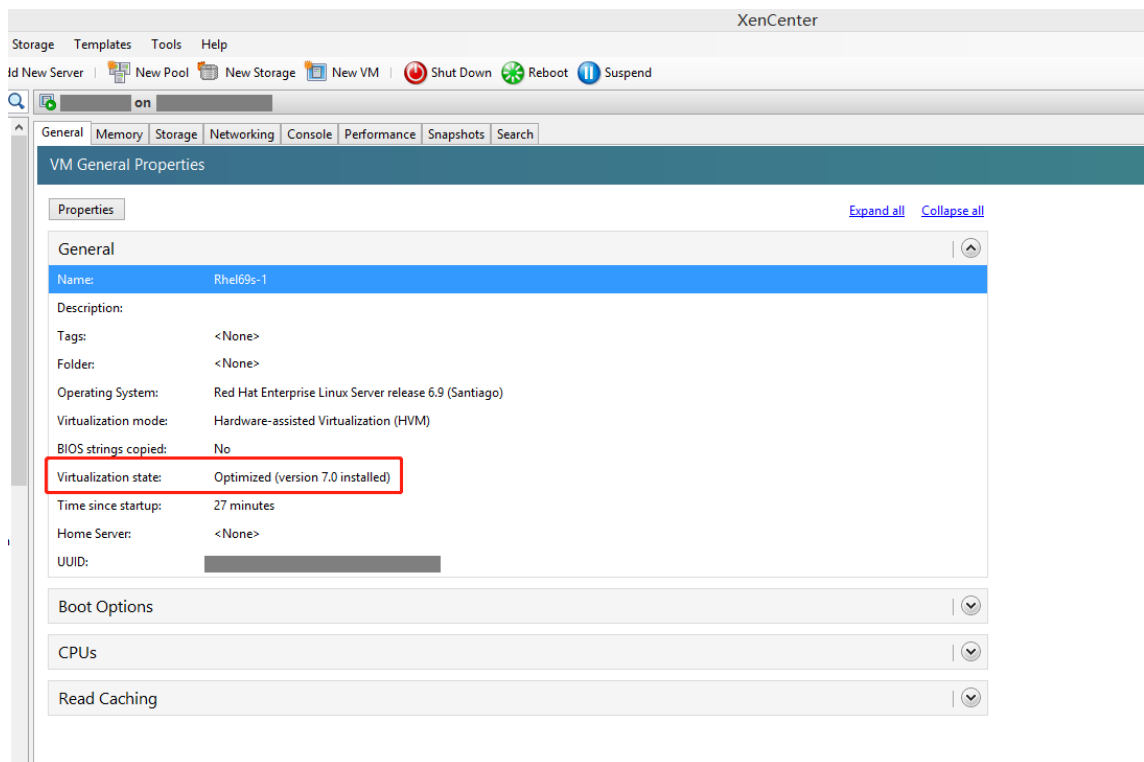 XenCenter
Storage Templates Tools Help
dd New Server New Pool New Storage New VM Shut Down Reboot Suspend
on
General Memory Storage Networking Console Performance Snapshots Search
VM General Properties
Properties Expand all Collapse all
General
Name: Rhel69s-1
Description:
Tags: <None>
Folder: <None>
Operating System: Red Hat Enterprise Linux Server release 6.9 (Santiago)
Virtualization mode: Hardware-assisted Virtualization (HVM)
BIOS strings copied: No
Virtualization state: Optimized (version 7.0 installed)
Time since startup: 27 minutes
Home Server: <None>
UUID:
Boot Options
CPUs
Read Caching